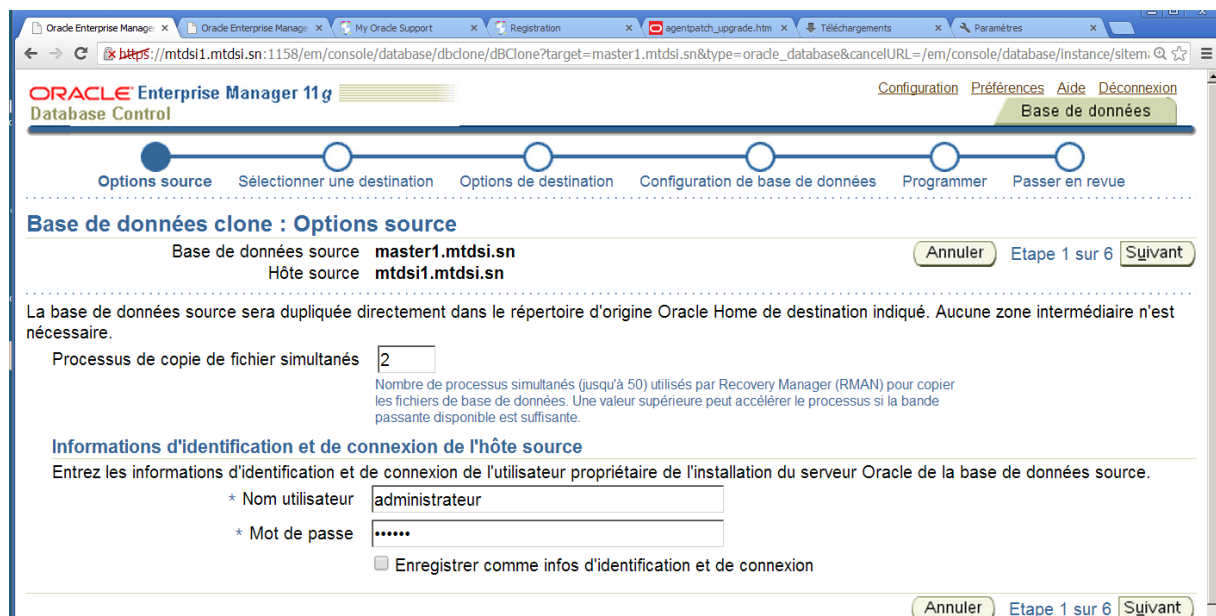 Oracle Enterprise Manage
Orade Enterprise Manage
My Oracle Support
Registration
agentpatch_upgrade.htm
Téléchargements
Paramètres
https://mtdsi1.mtdsi.sn:1158/em/console/database/dbclone/dBClone?target=master1.mtdsi.sn&type=oracle_database&cancelURL=/em/console/database/instance/sitem
ORACLE Enterprise Manager 11g
Database Control
Configuration Préférences Aide Déconnexion
Base de données
Options source
Sélectionner une destination
Options de destination
Configuration de base de données
Programmer
Passer en revue
Base de données clone : Options source
Base de données source master1.mtdsi.sn
Hôte source mtdsi1.mtdsi.sn
Annuler Etape 1 sur 6 Suivant
La base de données source sera dupliquée directement dans le répertoire d'origine Oracle Home de destination indiqué. Aucune zone intermédiaire n'est
nécessaire.
Processus de copie de fichier simultanés 2
Nombre de processus simultanés (jusqu'à 50) utilisés par Recovery Manager (RMAN) pour copier
les fichiers de base de données. Une valeur supérieure peut accélérer le processus si la bande
passante disponible est suffisante.
Informations d'identification et de connexion de l'hôte source
Entrez les informations d'identification et de connexion de l'utilisateur propriétaire de l'installation du serveur Oracle de la base de données source.
* Nom utilisateur administrateur
* Mot de passe ••••••
Enregistrer comme infos d'identification et de connexion
Annuler Etape 1 sur 6 Suivant